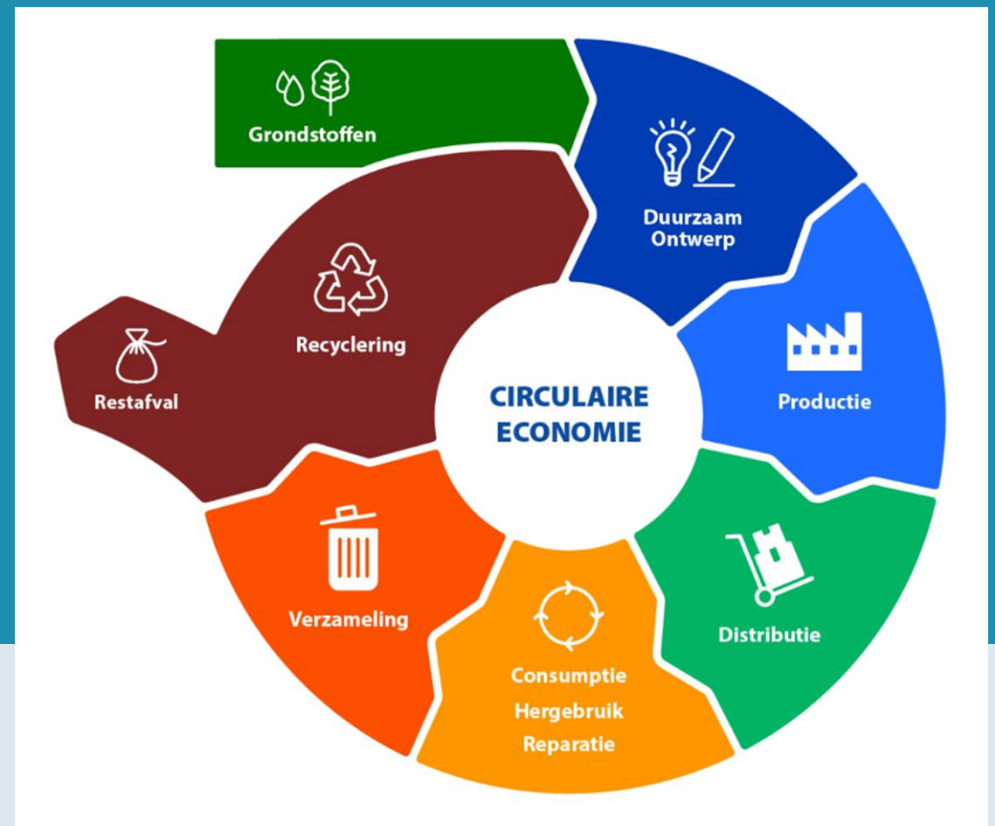 Grondstoffen
Duurzaam
Ontwerp
Productie
Distributie
Consumptie
Hergebruik
Reparatie
Verzameling
Recyclering
Restafval
CIRCULAIRE
ECONOMIE